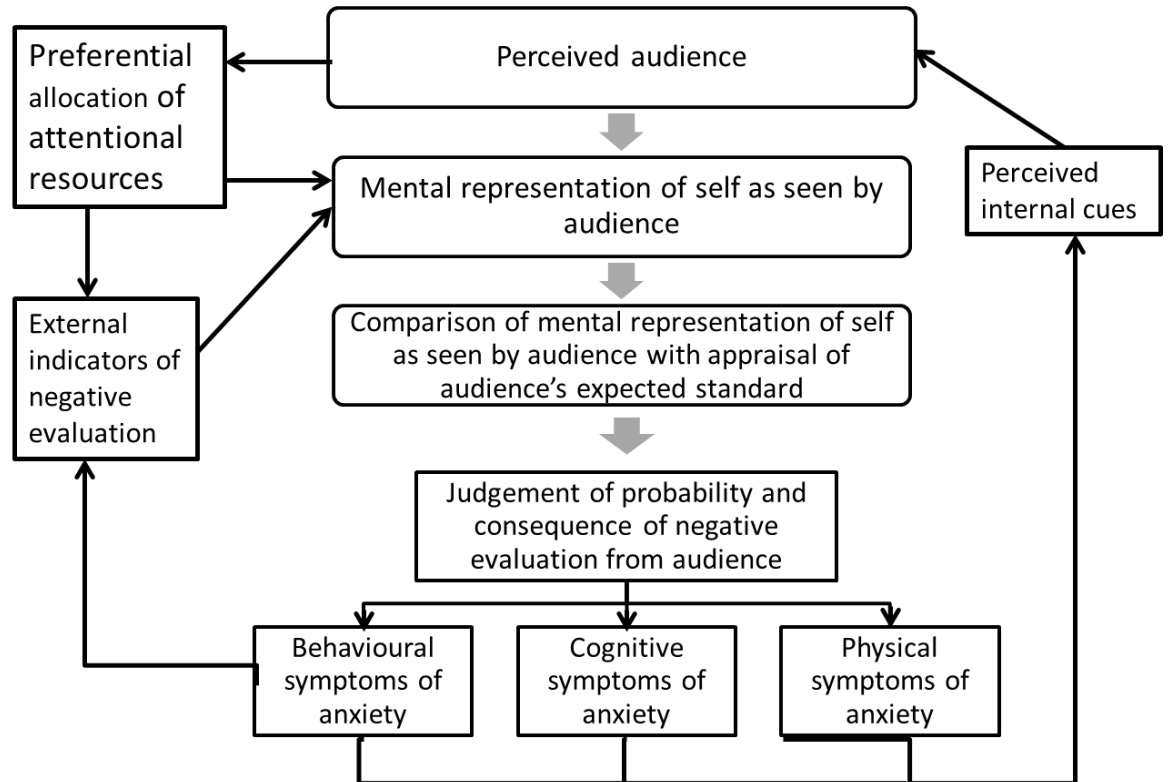 Preferential
allocation of
attentional
resources
Perceived audience
Mental representation of self as seen by
audience
Perceived
internal cues
External
indicators of
negative
evaluation
Comparison of mental representation of self
as seen by audience with appraisal of
audience’s expected standard
Judgement of probability and
consequence of negative
evaluation from audience
Behavioural
symptoms of
anxiety
Cognitive
symptoms of
anxiety
Physical
symptoms of
anxiety